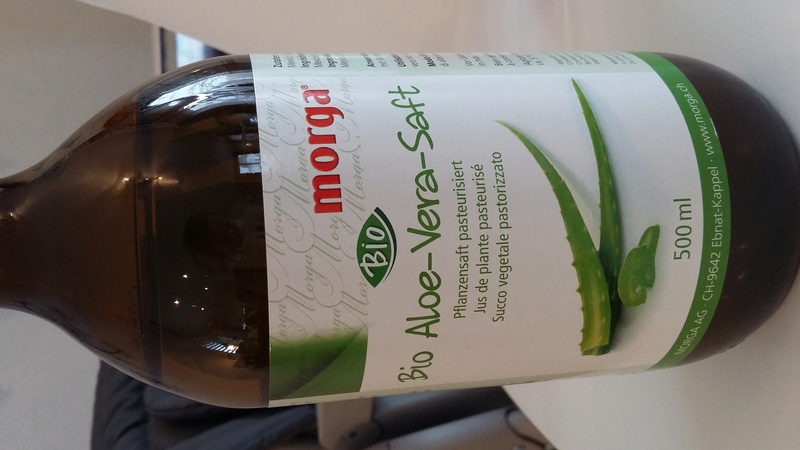 morga®
Bio
Bio Aloe-Vera-Saft
Pflanzensaft pasteurisiert
Jus de plante pasteurisé
Succo vegetale pastorizzato
500 ml
MORGA AG · CH-9642 Ebnat-Kappel · www.morga.ch